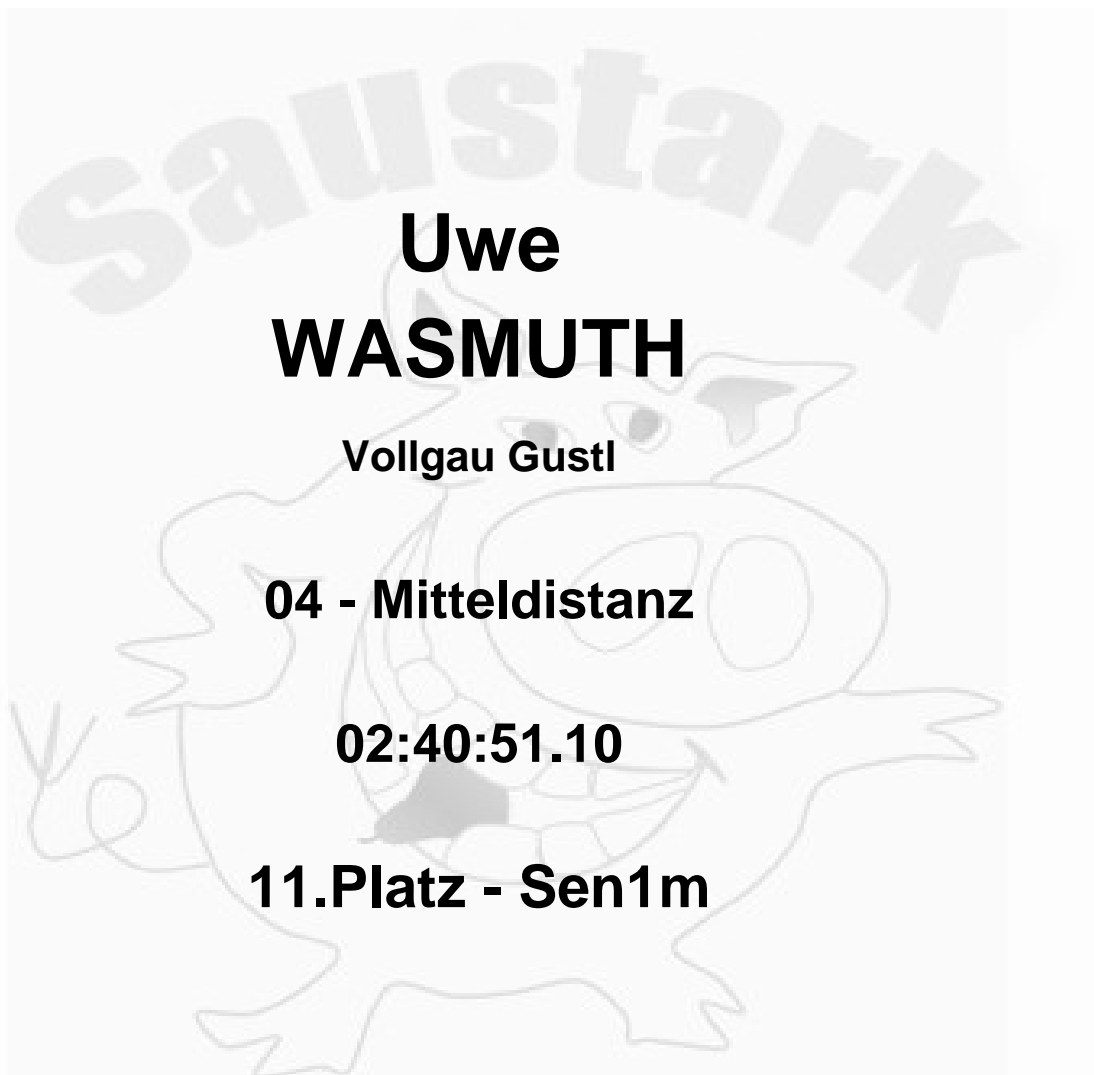 Saustark
Uwe
WASMUTH
Vollgau Gustl
04 - Mitteldistanz
02:40:51.10
11.Platz - Sen1m